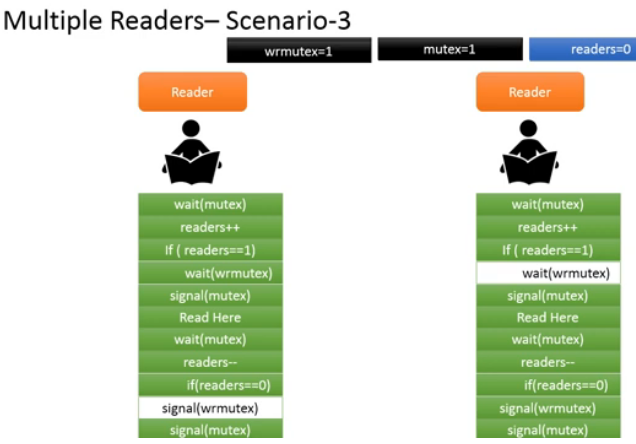 Multiple Readers– Scenario-3
wrmutex=1
mutex=1
readers=0
Reader
wait(mutex)
readers++
If ( readers==1)
wait(wrmutex)
signal(mutex)
Read Here
wait(mutex)
readers--
if(readers==0)
signal(wrmutex)
signal(mutex)
Reader
wait(mutex)
readers++
If ( readers==1)
wait(wrmutex)
signal(mutex)
Read Here
wait(mutex)
readers--
if(readers==0)
signal(wrmutex)
signal(mutex)